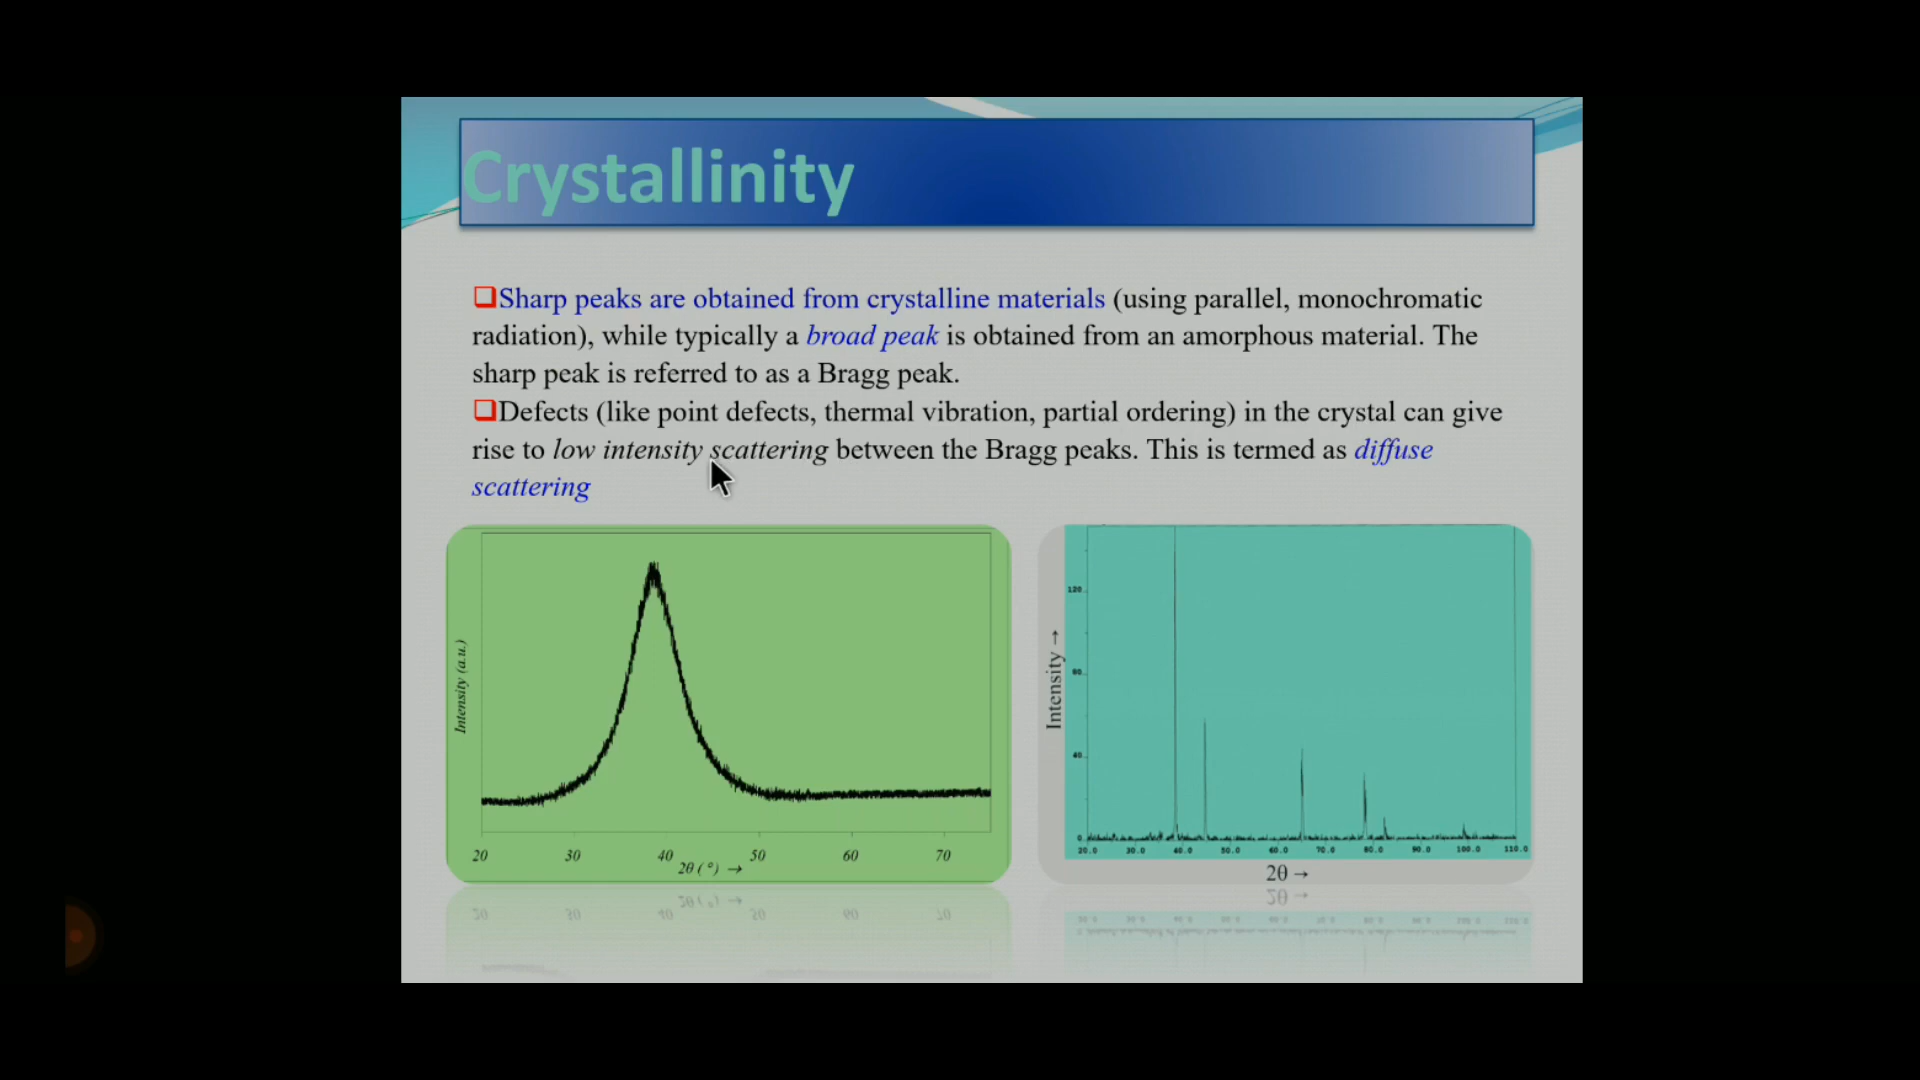 Crystallinity
❑Sharp peaks are obtained from crystalline materials (using parallel, monochromatic
radiation), while typically a broad peak is obtained from an amorphous material. The
sharp peak is referred to as a Bragg peak.
❑Defects (like point defects, thermal vibration, partial ordering) in the crystal can give
rise to low intensity scattering between the Bragg peaks. This is termed as diffuse
scattering
Intensity (a.u.)
20 30 40 50 60 70
2θ (°) →
Intensity →
120
80
40
0
20.0 30.0 40.0 50.0 60.0 70.0 80.0 90.0 100.0 110.0
2θ →